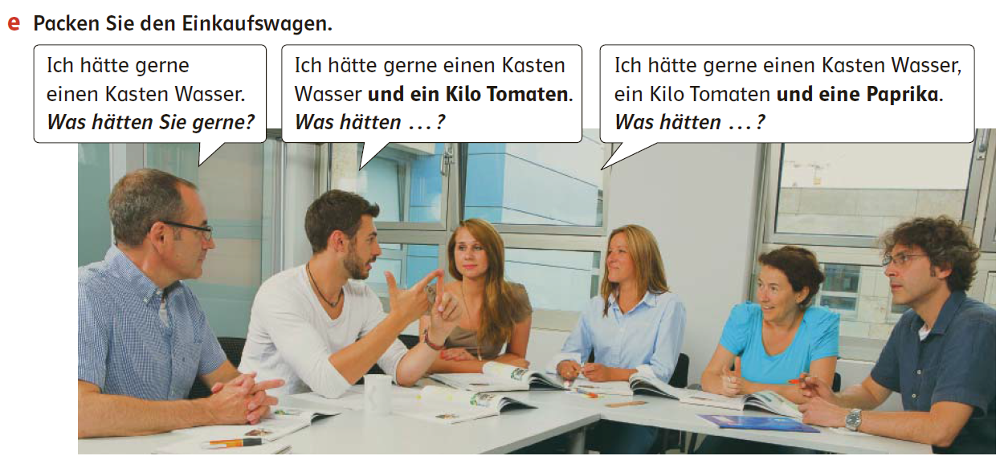 e Packen Sie den Einkaufswagen.
Ich hätte gerne
einen Kasten Wasser.
Was hätten Sie gerne?
Ich hätte gerne einen Kasten
Wasser und ein Kilo Tomaten.
Was hätten ...?
Ich hätte gerne einen Kasten Wasser,
ein Kilo Tomaten und eine Paprika.
Was hätten ...?